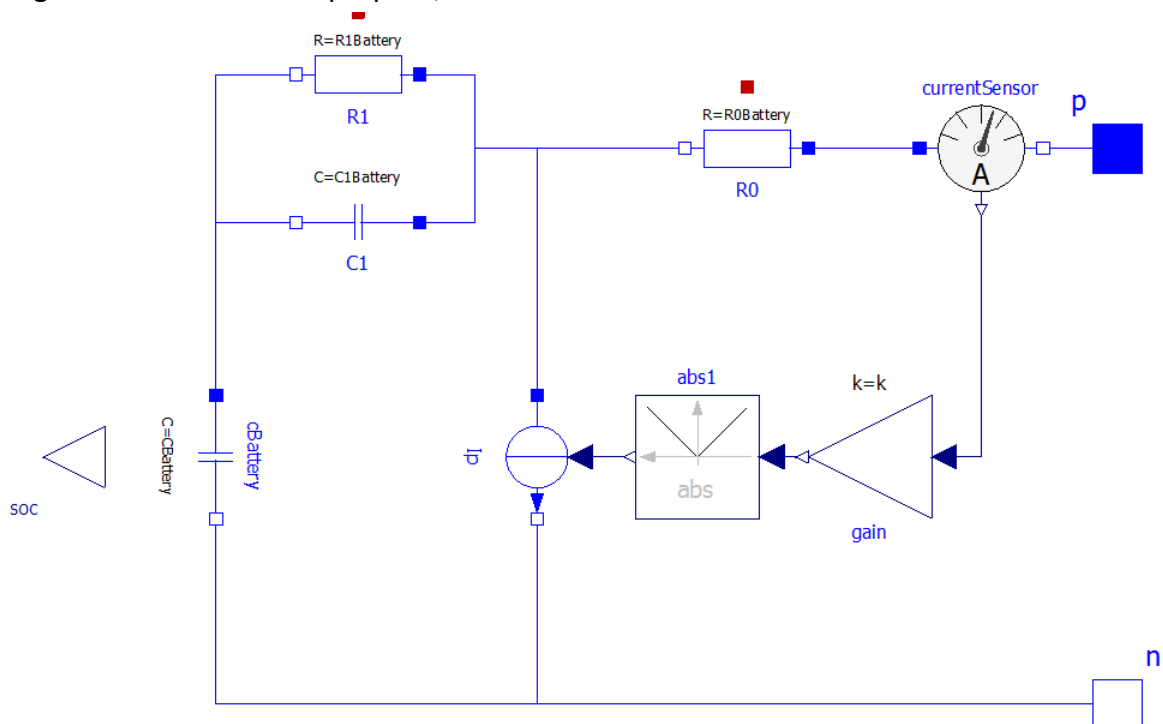 R=R1Battery
R1
C=C1Battery
C1
R=R0Battery
R0
currentSensor
A
p
abs1
abs
k=k
gain
Ip
cBattery
C=CBattery
soc
n